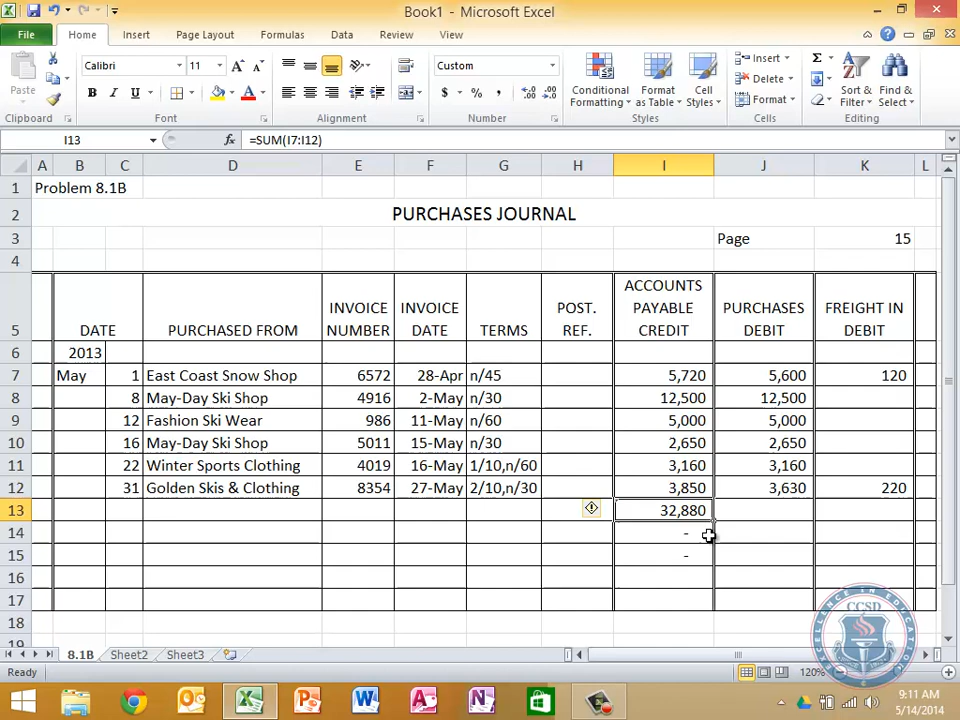 Book1 - Microsoft Excel
File Home Insert Page Layout Formulas Data Review View
Paste
Calibri 11
B I U A
Custom
$ % ,
Conditional Formatting
Format as Table
Cell Styles
Insert
Delete
Format
Σ
Sort & Filter
Find & Select
Clipboard Font Alignment Number Styles Cells Editing
I13 fx =SUM(I7:I12)
A B C D E F G H I J K L
1 Problem 8.1B
2 PURCHASES JOURNAL
3 Page 15
4
ACCOUNTS
INVOICE INVOICE POST. PAYABLE PURCHASES FREIGHT IN
5 DATE PURCHASED FROM NUMBER DATE TERMS REF. CREDIT DEBIT DEBIT
6 2013
7 May 1 East Coast Snow Shop 6572 28-Apr n/45 5,720 5,600 120
8 8 May-Day Ski Shop 4916 2-May n/30 12,500 12,500
9 12 Fashion Ski Wear 986 11-May n/60 5,000 5,000
10 16 May-Day Ski Shop 5011 15-May n/30 2,650 2,650
11 22 Winter Sports Clothing 4019 16-May 1/10,n/60 3,160 3,160
12 31 Golden Skis & Clothing 8354 27-May 2/10,n/30 3,850 3,630 220
13 32,880
14 -
15 -
16
17
18
19
CCSD
8.1B Sheet2 Sheet3
Ready 120%
9:11 AM
5/14/2014